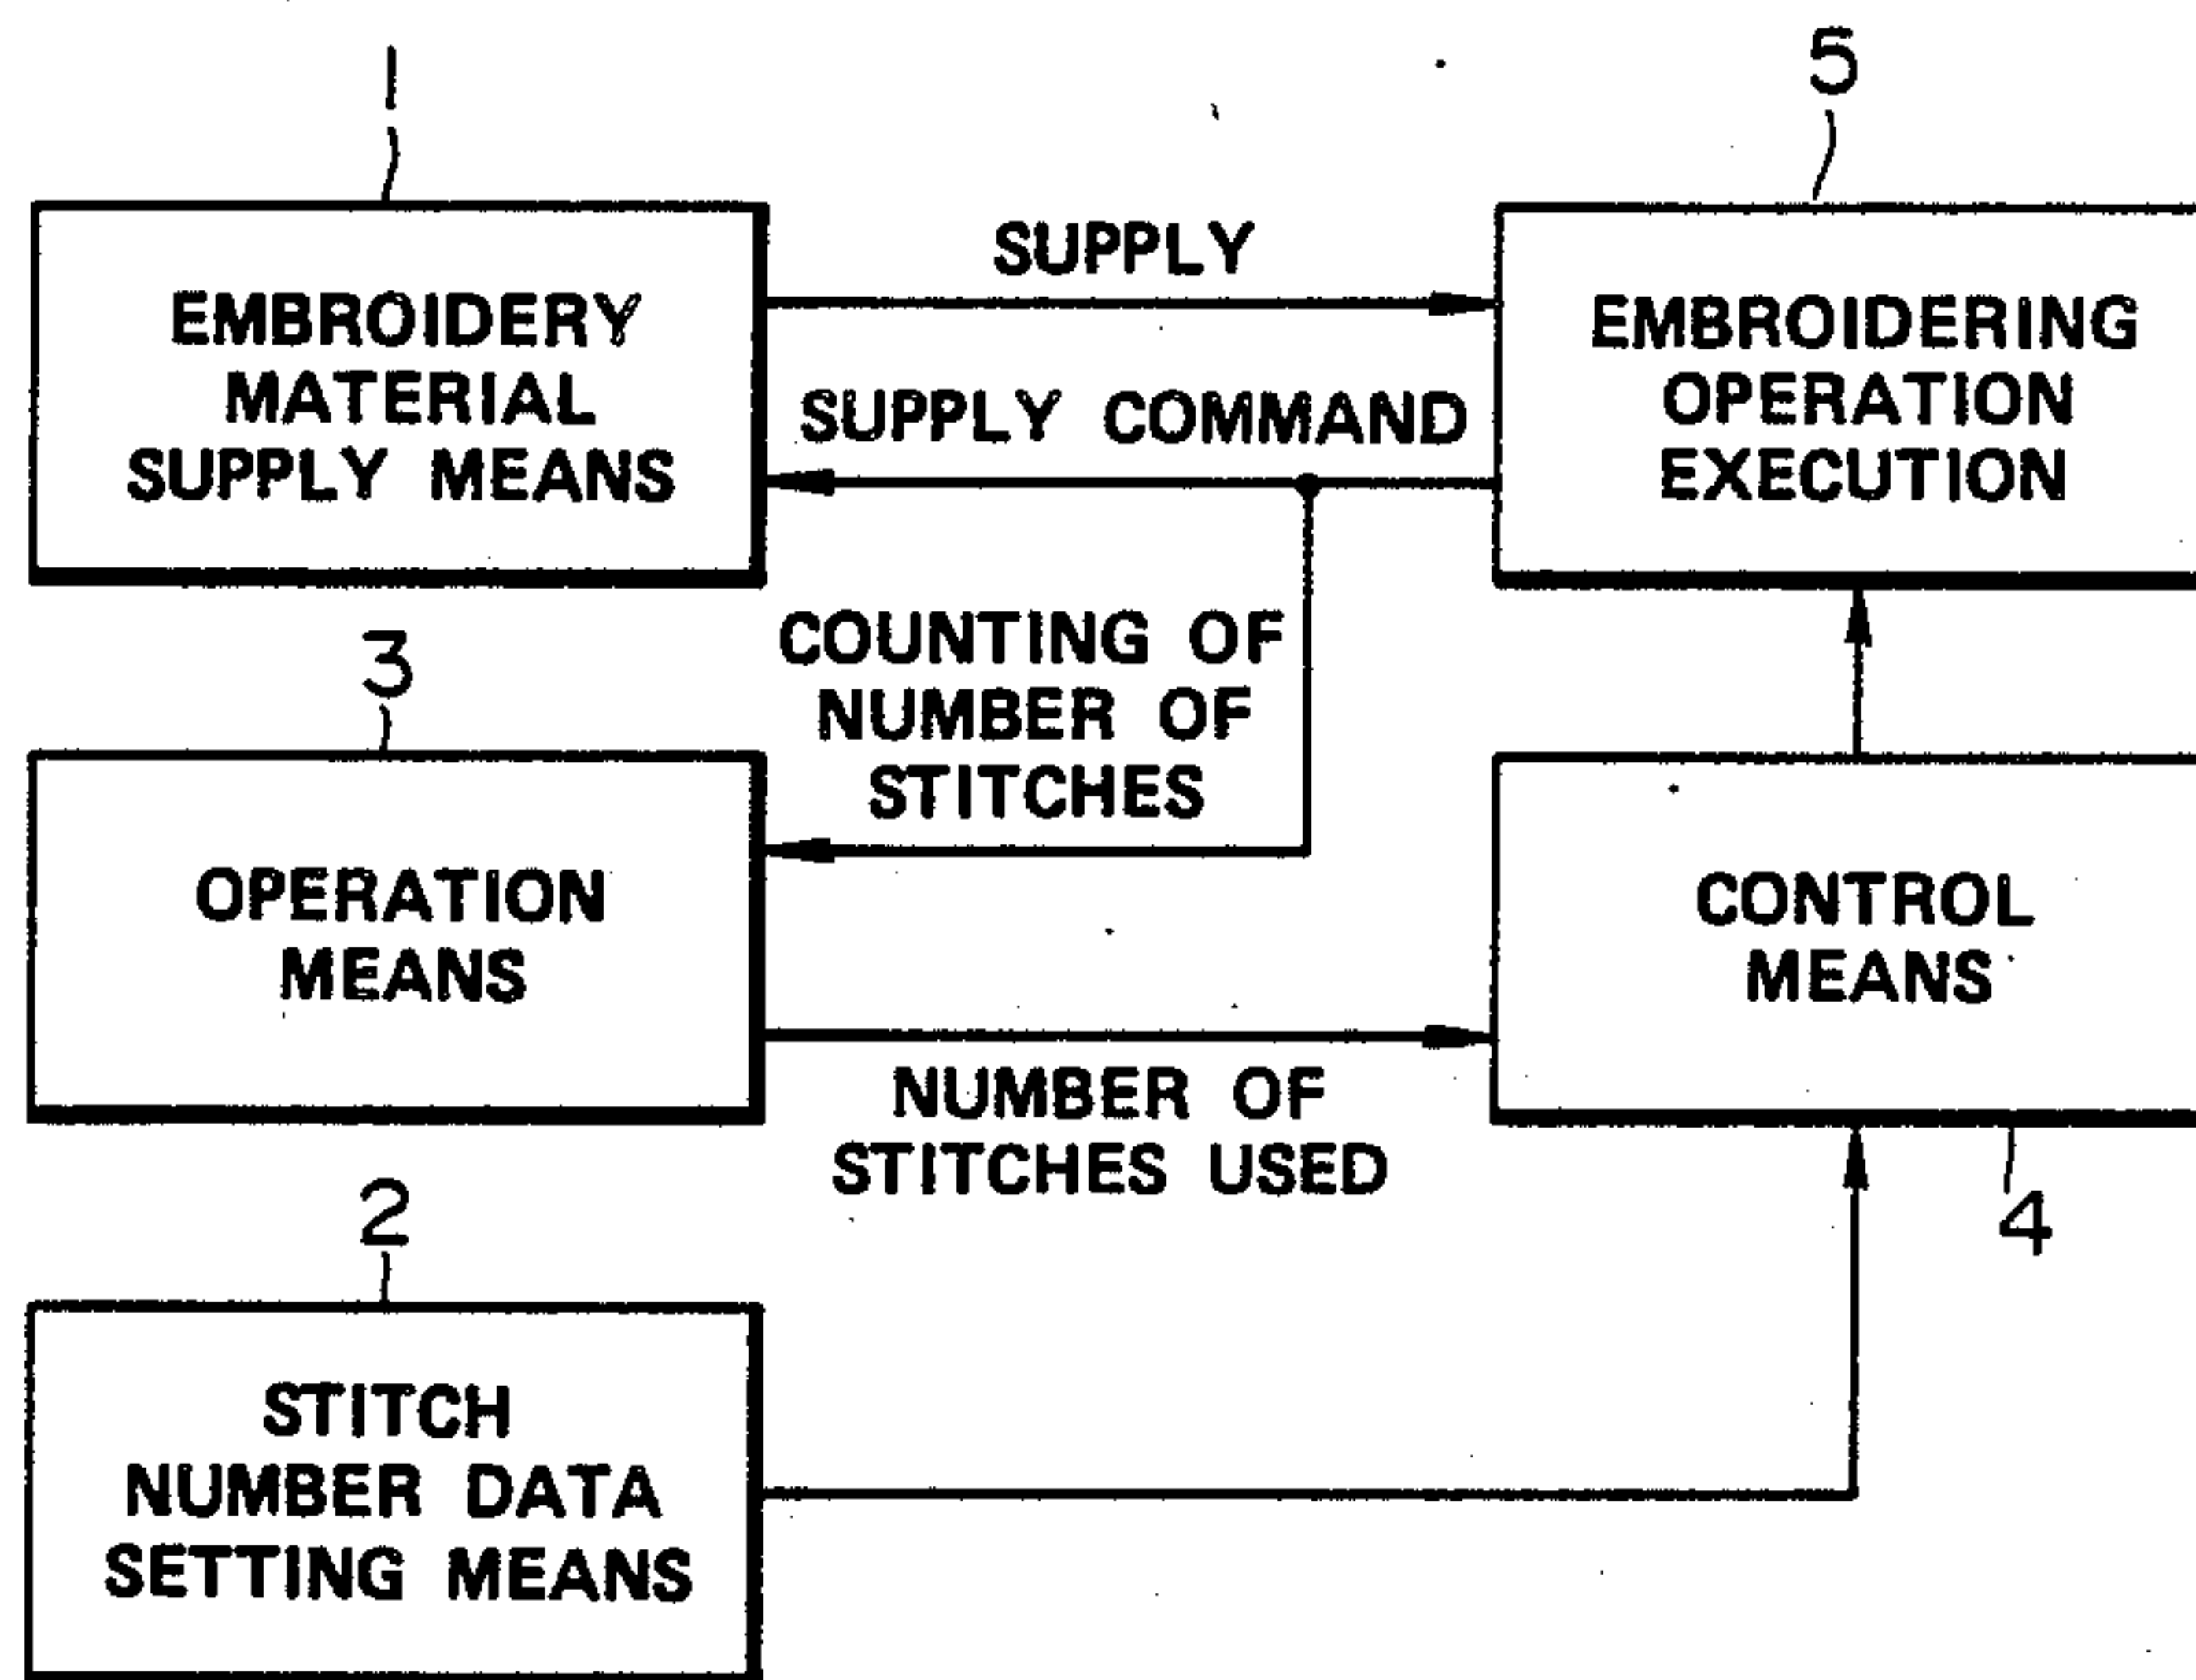 1
5
EMBROIDERY
MATERIAL
SUPPLY MEANS
SUPPLY
SUPPLY COMMAND
EMBROIDERING
OPERATION
EXECUTION
COUNTING OF
NUMBER OF
STITCHES
3
OPERATION
MEANS
CONTROL
MEANS
NUMBER OF
STITCHES USED
2
4
STITCH
NUMBER DATA
SETTING MEANS